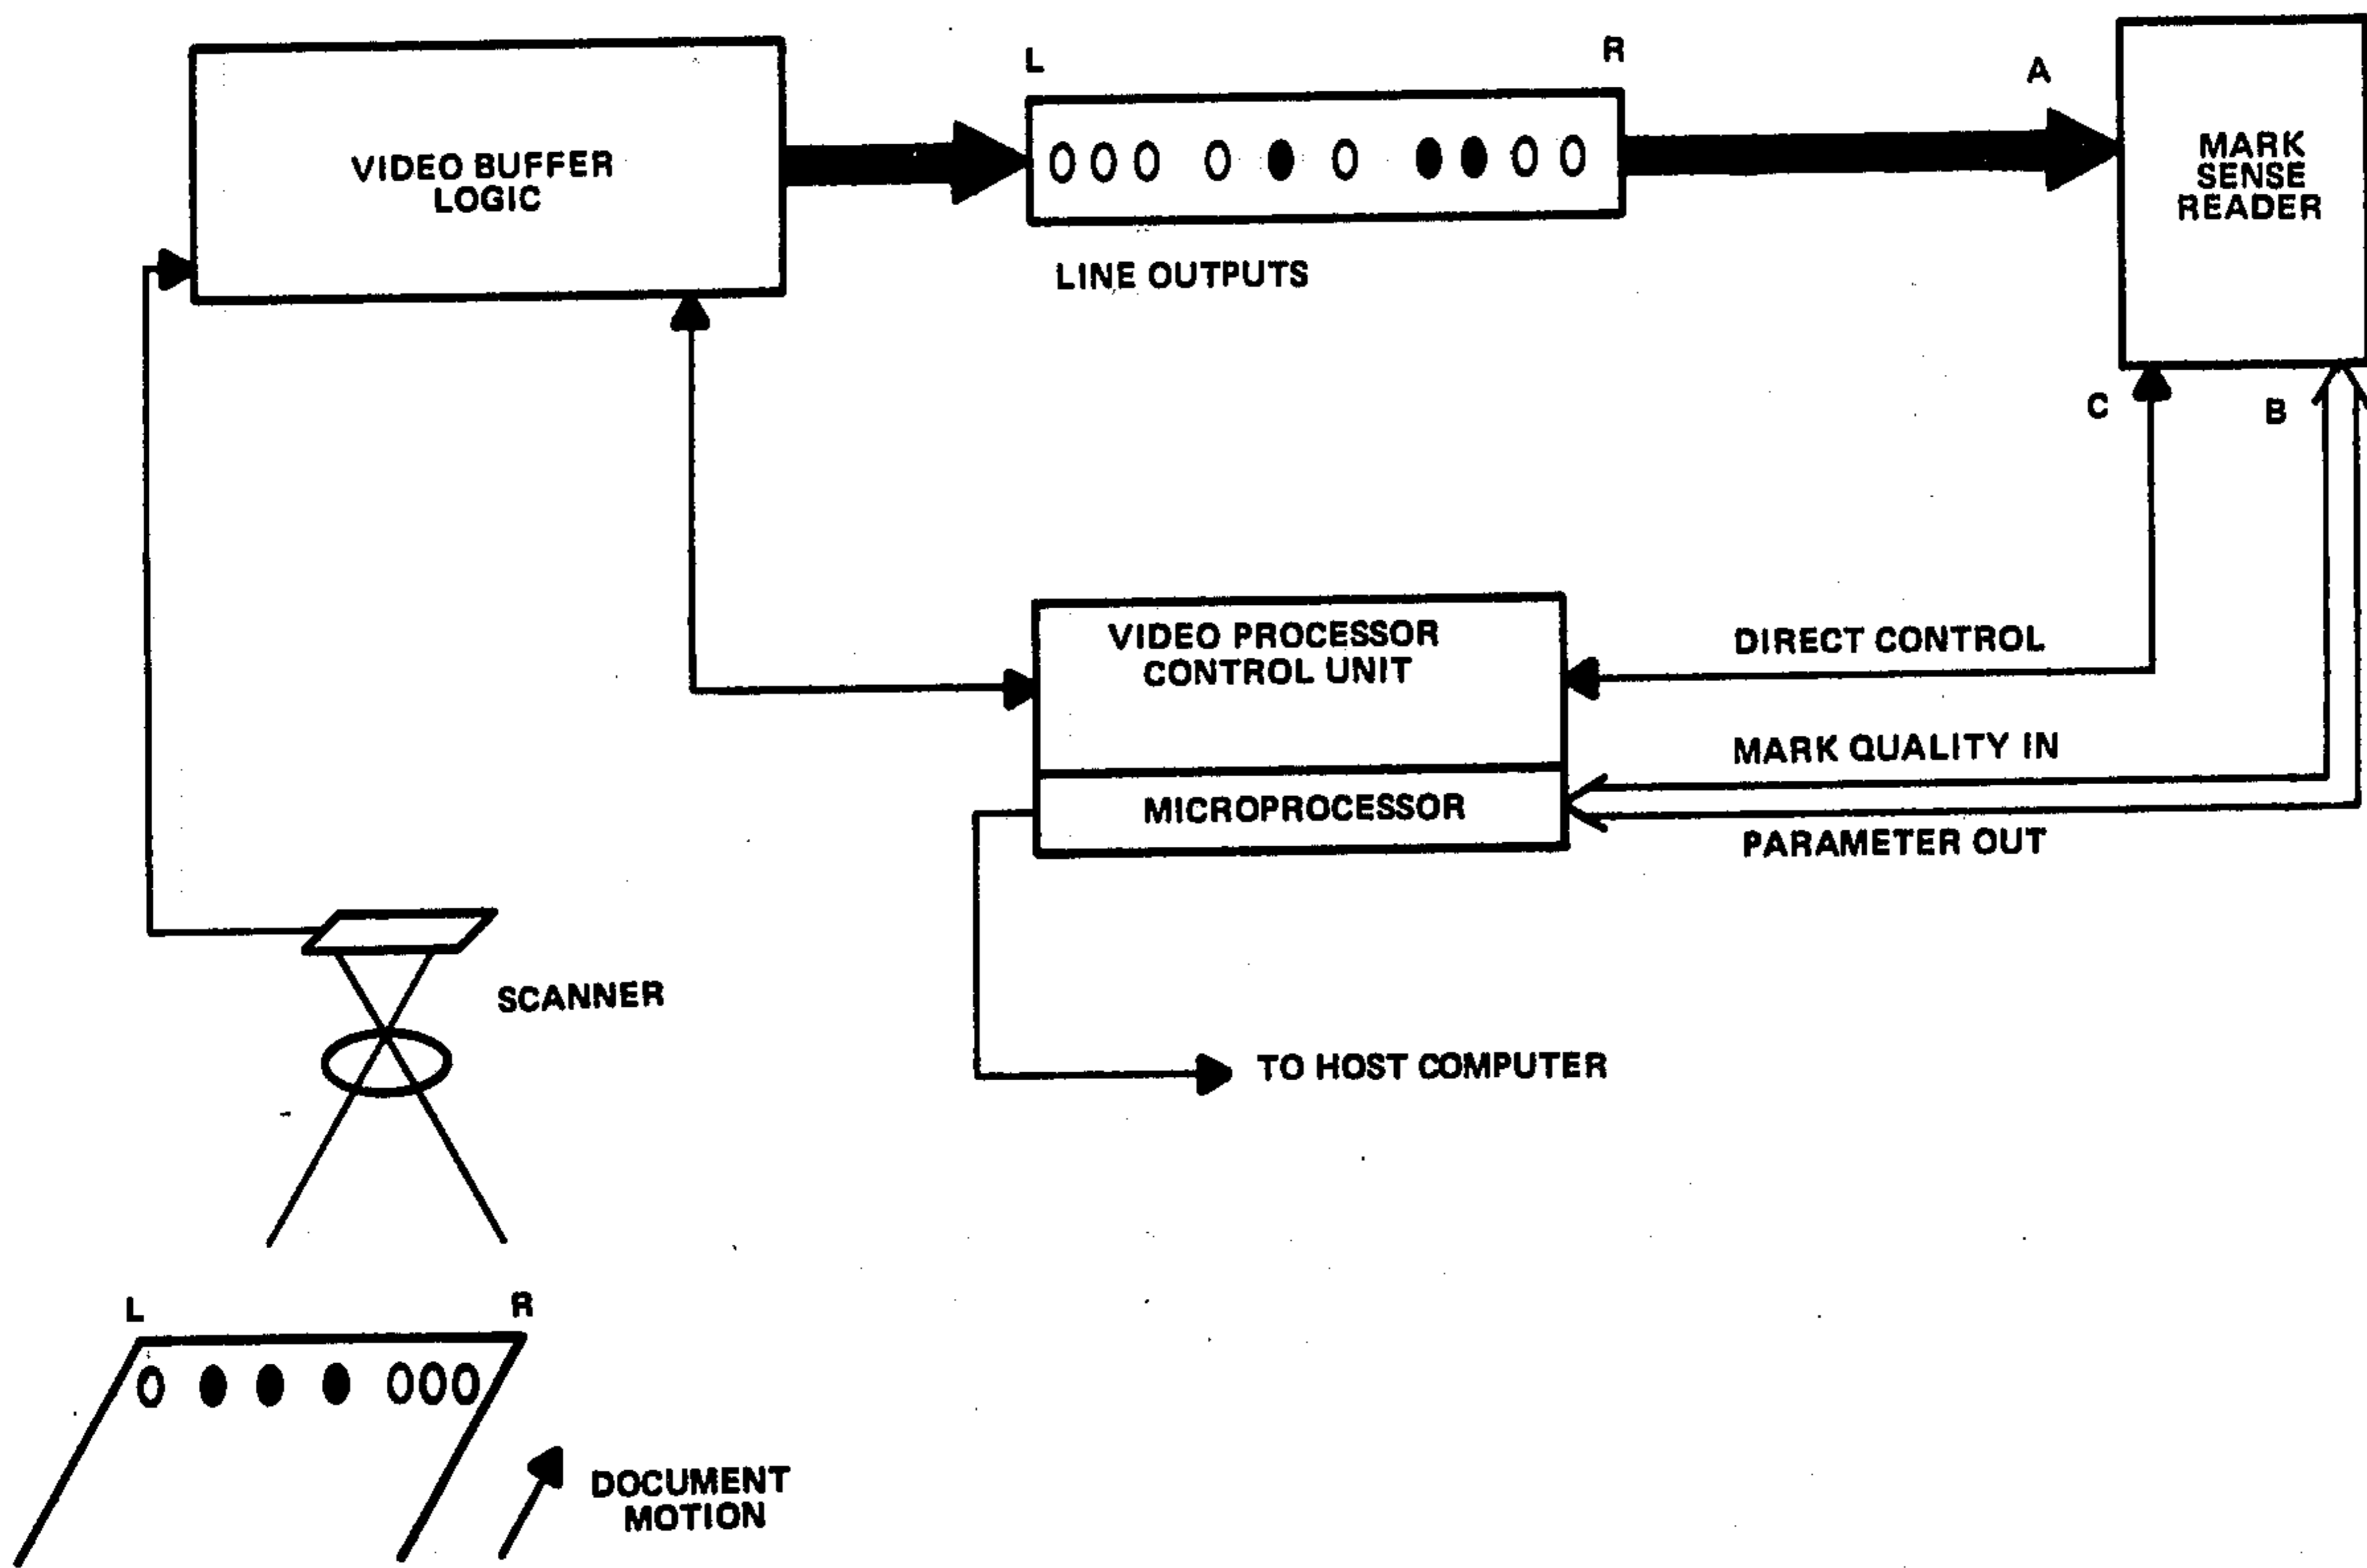 L
R
A
VIDEO BUFFER
LOGIC
MARK
SENSE
READER
LINE OUTPUTS
C
B
VIDEO PROCESSOR
CONTROL UNIT
DIRECT CONTROL
MARK QUALITY IN
MICROPROCESSOR
PARAMETER OUT
SCANNER
TO HOST COMPUTER
L
R
DOCUMENT
MOTION